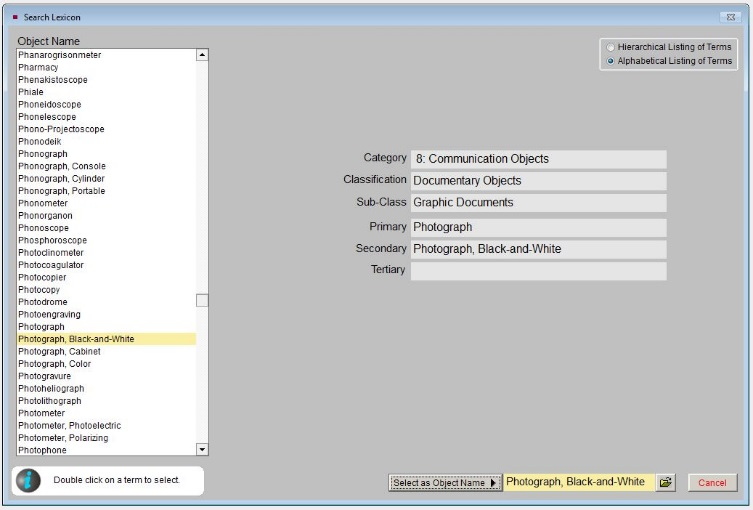 Search Lexicon
Object Name
Phanarogrisonmeter
Pharmacy
Phenakistoscope
Phiale
Phoneidoscope
Phonelescope
Phono-Projectoscope
Phonodeik
Phonograph
Phonograph, Console
Phonograph, Cylinder
Phonograph, Portable
Phonometer
Phonorganon
Phonoscope
Phosphoroscope
Photoclinometer
Photocoagulator
Photocopier
Photocopy
Photodrome
Photoengraving
Photograph
Photograph, Black-and-White
Photograph, Cabinet
Photograph, Color
Photogravure
Photoheliograph
Photolithograph
Photometer
Photometer, Photoelectric
Photometer, Polarizing
Photophone
Hierarchical Listing of Terms
Alphabetical Listing of Terms
Category 8: Communication Objects
Classification Documentary Objects
Sub-Class Graphic Documents
Primary Photograph
Secondary Photograph, Black-and-White
Tertiary
Double click on a term to select.
Select as Object Name Photograph, Black-and-White Cancel